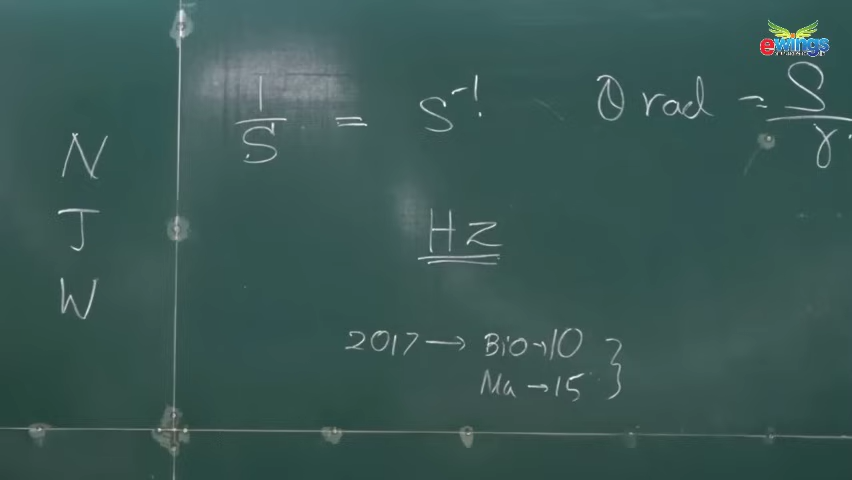 ewings
1/S = S⁻¹
θ rad = S/r
N
J
W
Hz
2017 → Bio → 10
Ma → 15 }